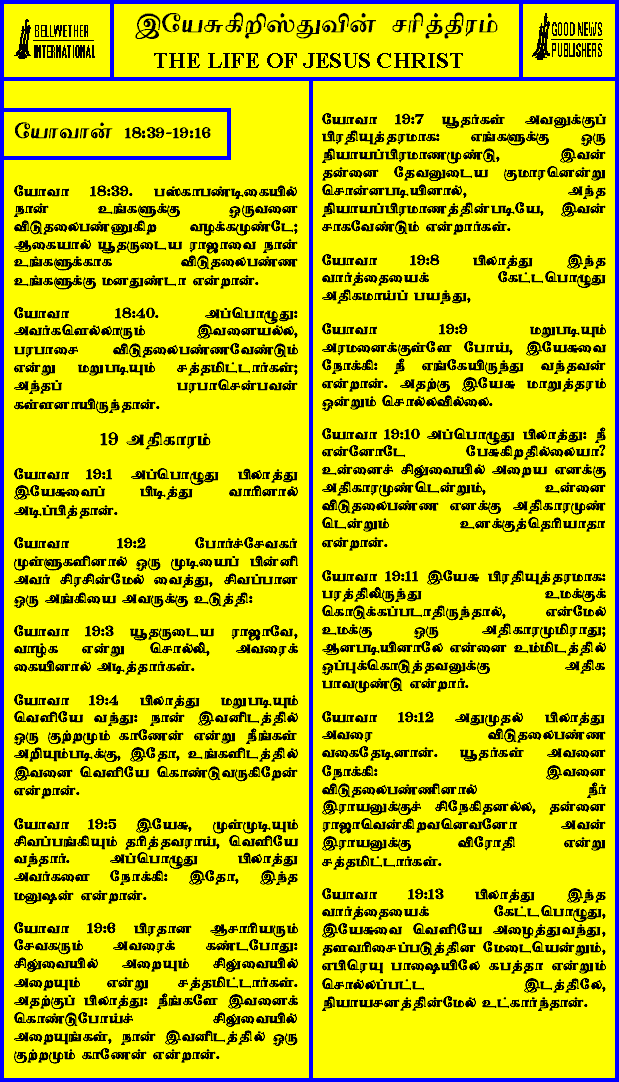 BELLWETHER
INTERNATIONAL
இயேசுகிறிஸ்துவின் சரித்திரம்
THE LIFE OF JESUS CHRIST
GOOD NEWS
PUBLISHERS
யோவான் 18:39-19:16
யோவா 18:39. பஸ்காபண்டிகையில்
நான் உங்களுக்கு ஒருவனை
விடுதலைபண்ணுகிற வழக்கமுண்டே;
ஆகையால் யூதருடைய ராஜாவை நான்
உங்களுக்காக விடுதலைபண்ண
உங்களுக்கு மனதுண்டா என்றான்.
யோவா 18:40. அப்பொழுது:
அவர்களெல்லாரும் இவனையல்ல,
பரபாசை விடுதலைபண்ணவேண்டும்
என்று மறுபடியும் சத்தமிட்டார்கள்;
அந்தப் பரபாசென்பவன்
கள்ளனாயிருந்தான்.
19 அதிகாரம்
யோவா 19:1 அப்பொழுது பிலாத்து
இயேசுவைப் பிடித்து வாரினால்
அடிப்பித்தான்.
யோவா 19:2 போர்ச்சேவகர்
முள்ளுகளினால் ஒரு முடியைப் பின்னி
அவர் சிரசின்மேல் வைத்து, சிவப்பான
ஒரு அங்கியை அவருக்கு உடுத்தி:
யோவா 19:3 யூதருடைய ராஜாவே,
வாழ்க என்று சொல்லி, அவரைக்
கையினால் அடித்தார்கள்.
யோவா 19:4 பிலாத்து மறுபடியும்
வெளியே வந்து: நான் இவனிடத்தில்
ஒரு குற்றமும் காணேன் என்று நீங்கள்
அறியும்படிக்கு, இதோ, உங்களிடத்தில்
இவனை வெளியே கொண்டுவருகிறேன்
என்றான்.
யோவா 19:5 இயேசு, முள்முடியும்
சிவப்பங்கியும் தரித்தவராய், வெளியே
வந்தார். அப்பொழுது பிலாத்து
அவர்களை நோக்கி: இதோ, இந்த
மனுஷன் என்றான்.
யோவா 19:6 பிரதான ஆசாரியரும்
சேவகரும் அவரைக் கண்டபோது:
சிலுவையில் அறையும் சிலுவையில்
அறையும் என்று சத்தமிட்டார்கள்.
அதற்குப் பிலாத்து: நீங்களே இவனைக்
கொண்டுபோய்ச் சிலுவையில்
அறையுங்கள், நான் இவனிடத்தில் ஒரு
குற்றமும் காணேன் என்றான்.
யோவா 19:7 யூதர்கள் அவனுக்குப்
பிரதியுத்தரமாக: எங்களுக்கு ஒரு
நியாயப்பிரமாணமுண்டு, இவன்
தன்னை தேவனுடைய குமாரனென்று
சொன்னபடியினால், அந்த
நியாயப்பிரமாணத்தின்படியே, இவன்
சாகவேண்டும் என்றார்கள்.
யோவா 19:8 பிலாத்து இந்த
வார்த்தையைக் கேட்டபொழுது
அதிகமாய்ப் பயந்து,
யோவா 19:9 மறுபடியும்
அரமனைக்குள்ளே போய், இயேசுவை
நோக்கி: நீ எங்கேயிருந்து வந்தவன்
என்றான். அதற்கு இயேசு மாறுத்தரம்
ஒன்றும் சொல்லவில்லை.
யோவா 19:10 அப்பொழுது பிலாத்து: நீ
என்னோடே பேசுகிறதில்லையா?
உன்னைச் சிலுவையில் அறைய எனக்கு
அதிகாரமுண்டென்றும், உன்னை
விடுதலைபண்ண எனக்கு அதிகாரமுண்
டென்றும் உனக்குத்தெரியாதா
என்றான்.
யோவா 19:11 இயேசு பிரதியுத்தரமாக:
பரத்திலிருந்து உமக்குக்
கொடுக்கப்படாதிருந்தால், என்மேல்
உமக்கு ஒரு அதிகாரமுமிராது;
ஆனபடியினாலே என்னை உம்மிடத்தில்
ஒப்புக்கொடுத்தவனுக்கு அதிக
பாவமுண்டு என்றார்.
யோவா 19:12 அதுமுதல் பிலாத்து
அவரை விடுதலைபண்ண
வகைதேடினான். யூதர்கள் அவனை
நோக்கி: இவனை
விடுதலைபண்ணினால் நீர்
இராயனுக்குச் சிநேகிதனல்ல, தன்னை
ராஜாவென்கிறவனெவனோ அவன்
இராயனுக்கு விரோதி என்று
சத்தமிட்டார்கள்.
யோவா 19:13 பிலாத்து இந்த
வார்த்தையைக் கேட்டபொழுது,
இயேசுவை வெளியே அழைத்துவந்து,
தளவரிசைப்படுத்தின மேடையென்றும்,
எபிரெயு பாஷையிலே கபத்தா என்றும்
சொல்லப்பட்ட இடத்திலே,
நியாயசனத்தின்மேல் உட்கார்ந்தான்.